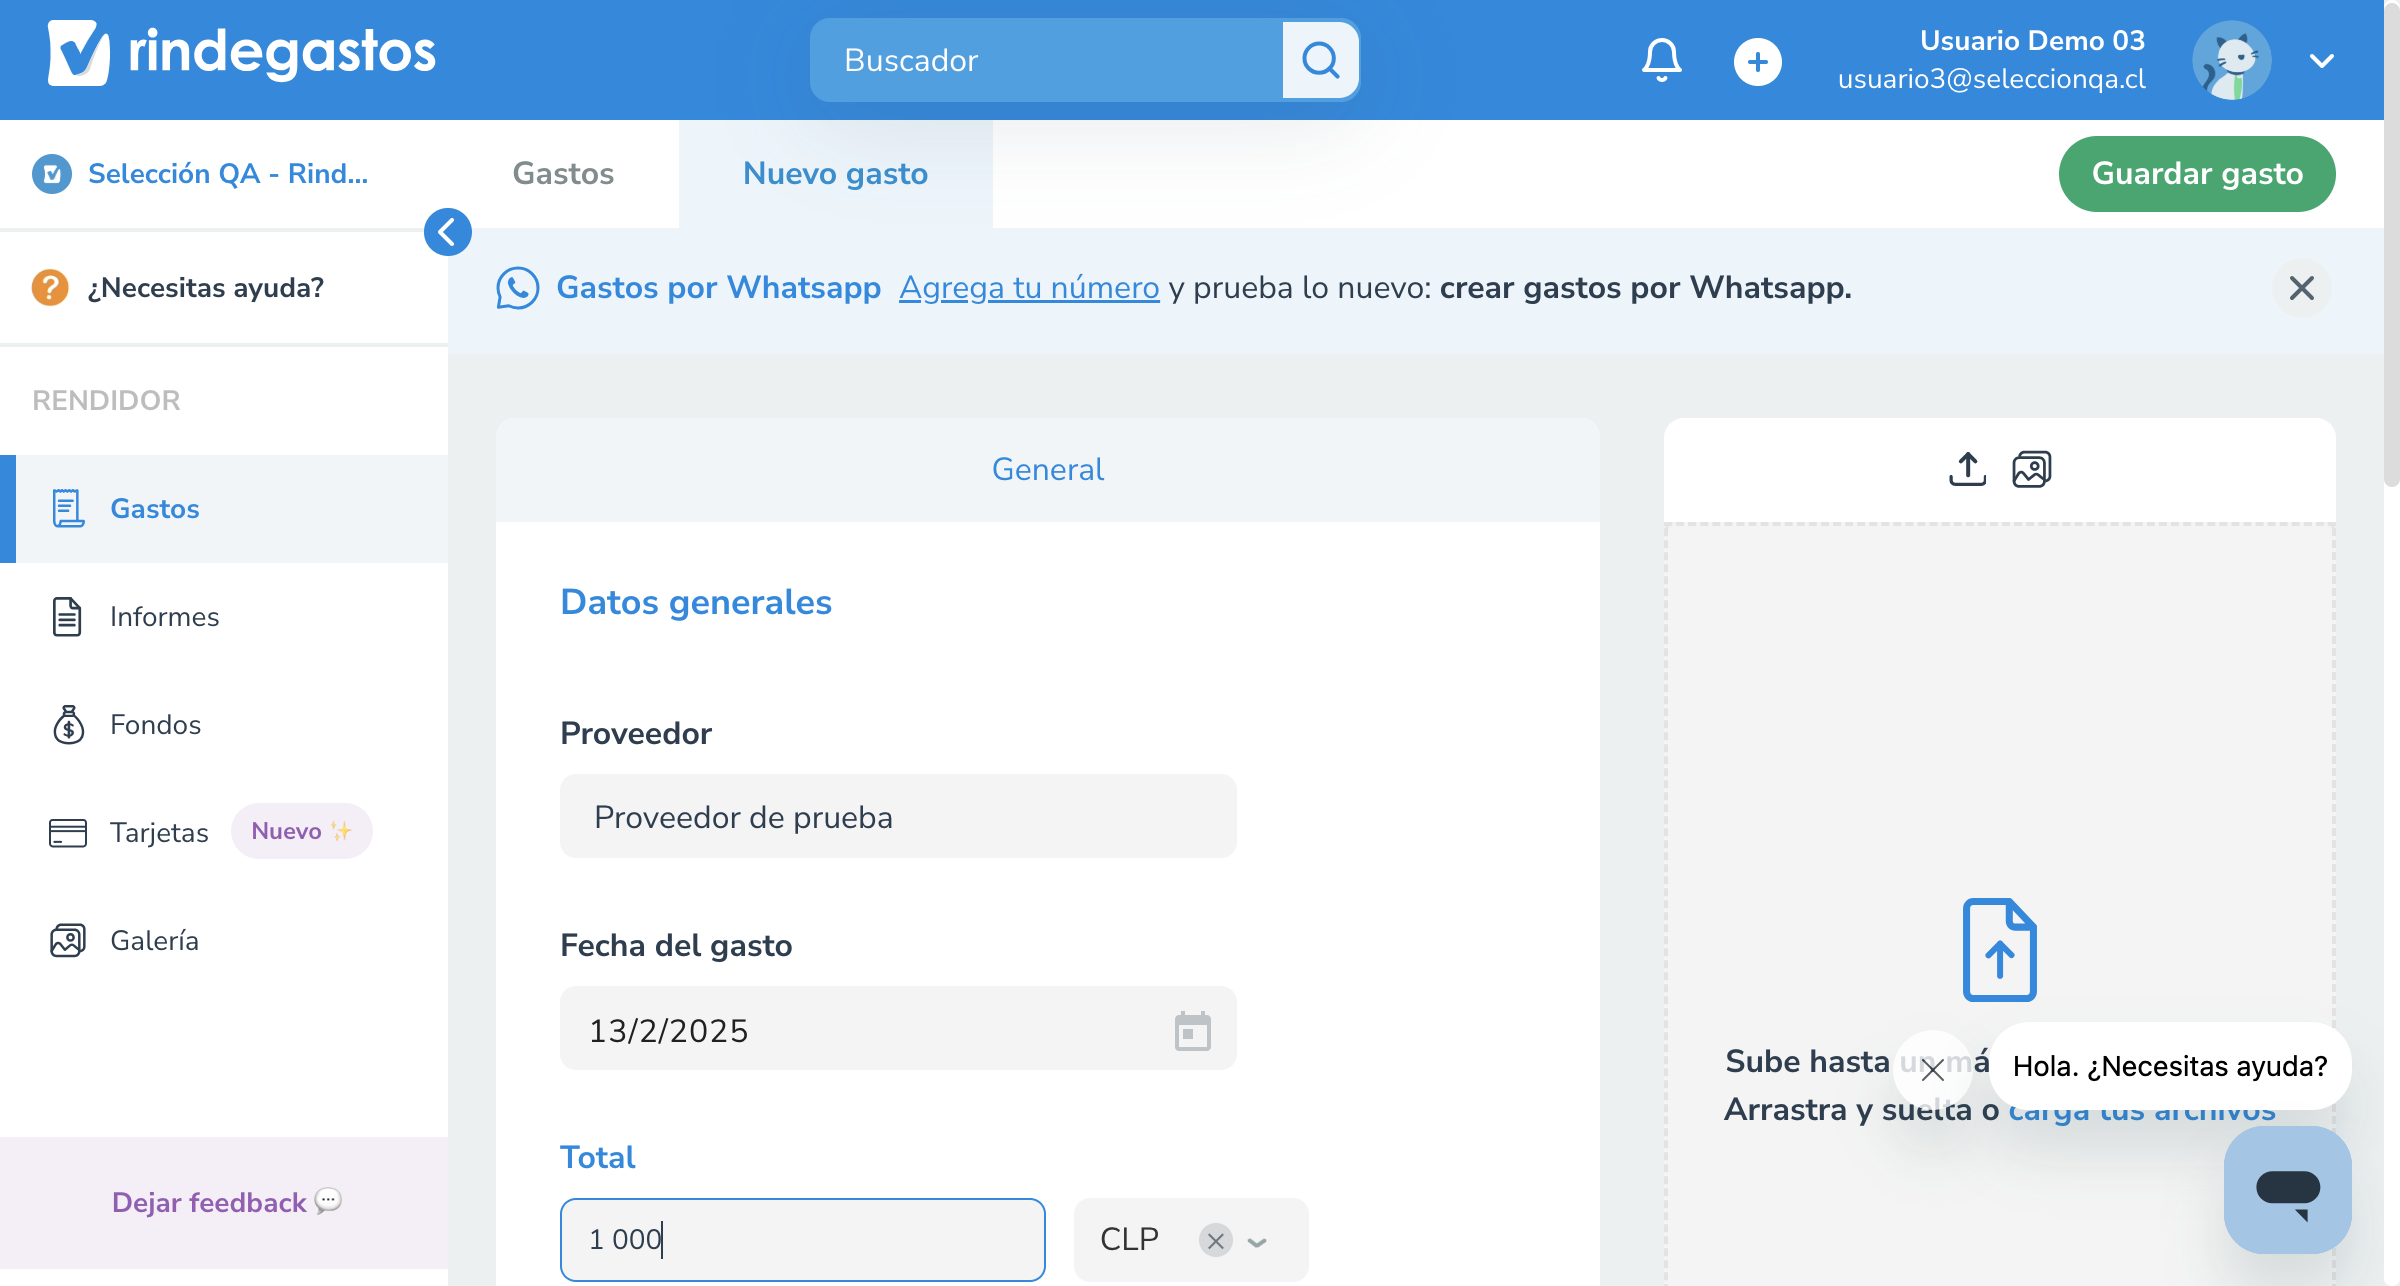 rindegastos
Buscador
Usuario Demo 03
usuario3@seleccionqa.cl
Selección QA - Rind...
Gastos
Nuevo gasto
Guardar gasto
¿Necesitas ayuda?
Gastos por Whatsapp Agrega tu número y prueba lo nuevo: crear gastos por Whatsapp.
RENDIDOR
Gastos
Informes
Fondos
Tarjetas Nuevo ✨
Galería
Dejar feedback 💬
General
Datos generales
Proveedor
Proveedor de prueba
Fecha del gasto
13/2/2025
Total
1 000
CLP
Sube hasta un má
Arrastra y suelta o carga tus archivos
Hola. ¿Necesitas ayuda?